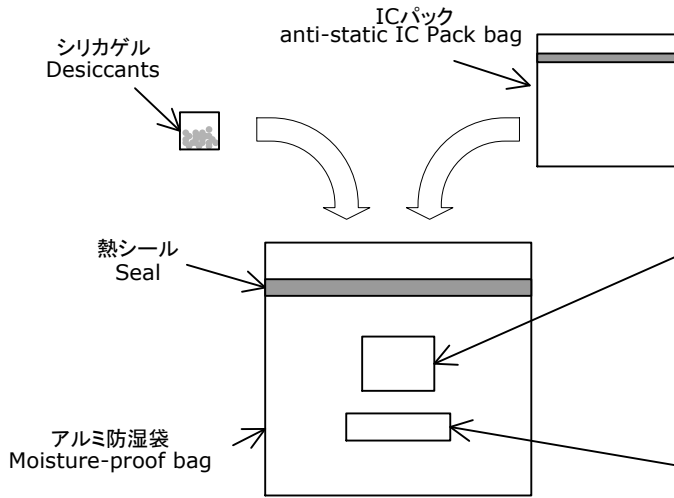 ICパック
anti-static IC Pack bag
シリカゲル
Desiccants
熱シール
Seal
アルミ防湿袋
Moisture-proof bag